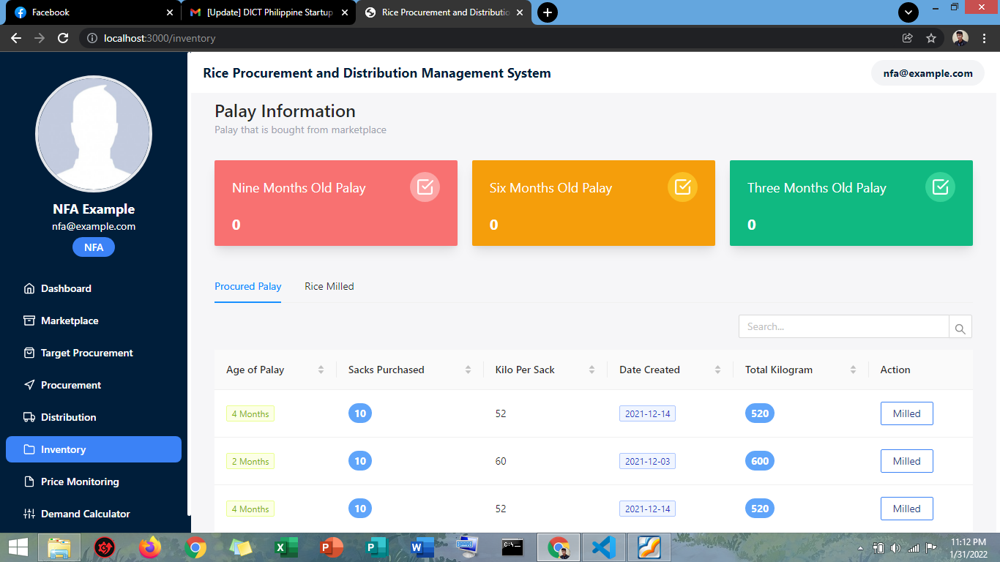 Facebook
[Update] DICT Philippine Startup
Rice Procurement and Distributio
localhost:3000/inventory
Rice Procurement and Distribution Management System
nfa@example.com
NFA Example
nfa@example.com
NFA
Dashboard
Marketplace
Target Procurement
Procurement
Distribution
Inventory
Price Monitoring
Demand Calculator
Palay Information
Palay that is bought from marketplace
Nine Months Old Palay
0
Six Months Old Palay
0
Three Months Old Palay
0
Procured Palay Rice Milled
Search...
Age of Palay Sacks Purchased Kilo Per Sack Date Created Total Kilogram Action
4 Months 10 52 2021-12-14 520 Milled
2 Months 10 60 2021-12-03 600 Milled
4 Months 10 52 2021-12-14 520 Milled
11:12 PM
1/31/2022